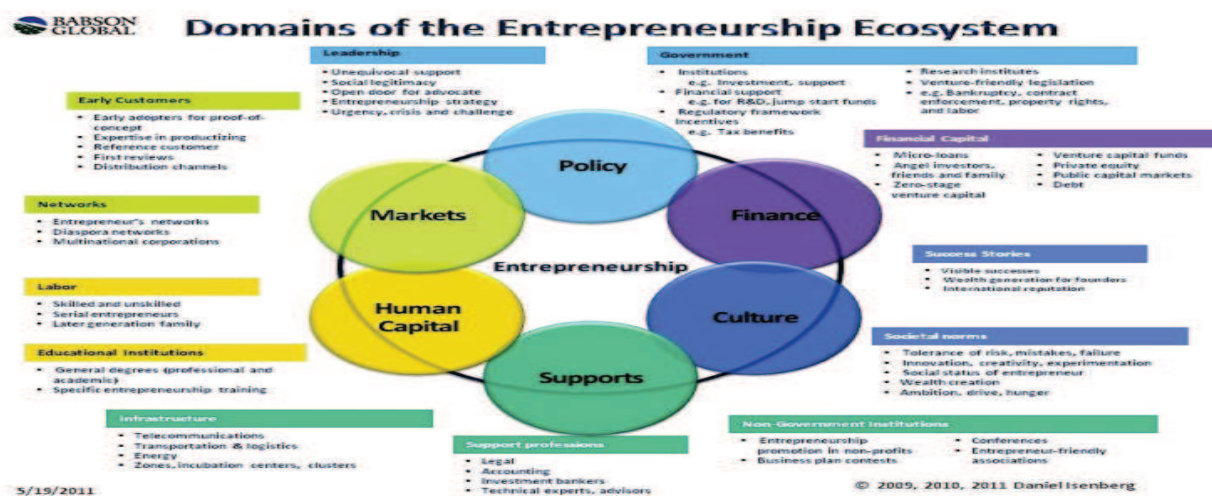 BABSON
GLOBAL
Domains of the Entrepreneurship Ecosystem
Leadership
• Unequivocal support
• Social legitimacy
• Open door for advocate
• Entrepreneurship strategy
• Urgency, crisis and challenge
Government
• Institutions
e.g. Investment, support
• Financial support
e.g. for R&D, jump start funds
• Regulatory framework
Incentives
e.g. Tax benefits
• Research institutes
• Venture-friendly legislation
• e.g. Bankruptcy, contract
enforcement, property rights,
and labor
Early Customers
• Early adopters for proof-of-
concept
• Expertise in productizing
• Reference customer
• First reviews
• Distribution channels
Financial Capital
• Micro-loans
• Angel investors,
friends and family
• Zero-stage
venture capital
• Venture capital funds
• Private equity
• Public capital markets
• Debt
Networks
• Entrepreneur's networks
• Diaspora networks
• Multinational corporations
Policy
Markets
Finance
Entrepreneurship
Human
Capital
Culture
Supports
Success Stories
• Visible successes
• Wealth generation for founders
• International reputation
Labor
• Skilled and unskilled
• Serial entrepreneurs
• Later generation family
Societal norms
• Tolerance of risk, mistakes, failure
• Innovation, creativity, experimentation
• Social status of entrepreneur
• Wealth creation
• Ambition, drive, hunger
Educational Institutions
• General degrees (professional and
academic)
• Specific entrepreneurship training
Infrastructure
• Telecommunications
• Transportation & logistics
• Energy
• Zones, incubation centers, clusters
Support professions
• Legal
• Accounting
• Investment bankers
• Technical experts, advisors
Non-Government Institutions
• Entrepreneurship
promotion in non-profits
• Business plan contests
• Conferences
• Entrepreneur-friendly
associations
5/19/2011
© 2009, 2010, 2011 Daniel Isenberg